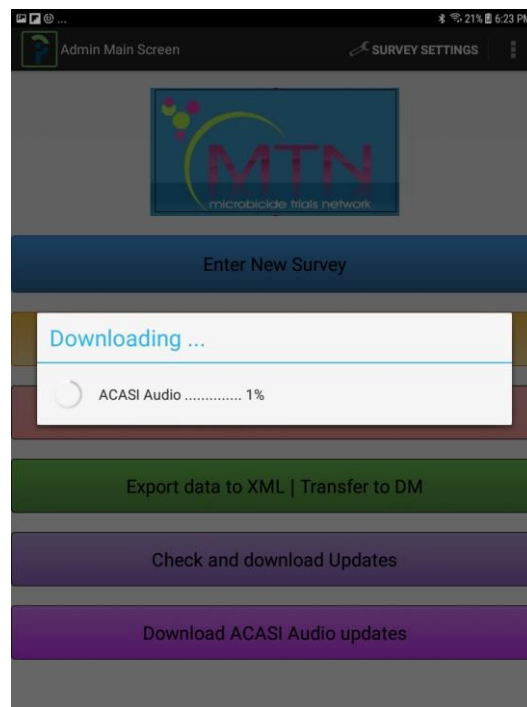 ... 21% 6:23 PM
Admin Main Screen
SURVEY SETTINGS
MTN
microbicide trials network
Enter New Survey
Downloading ...
ACASI Audio .............. 1%
Export data to XML | Transfer to DM
Check and download Updates
Download ACASI Audio updates